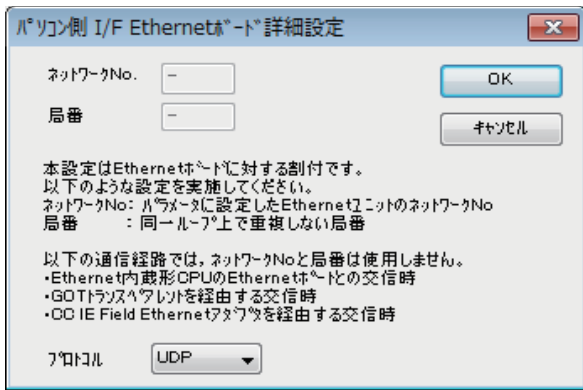 ﾊﾟｿｺﾝ側 I/F Ethernetﾎﾞｰﾄﾞ詳細設定
ﾈｯﾄﾜｰｸNo.
-
OK
局番
-
ｷｬﾝｾﾙ
本設定はEthernetﾎﾟｰﾄに対する割付です。
以下のような設定を実施してください。
ﾈｯﾄﾜｰｸNo: ﾊﾟﾗﾒｰﾀに設定したEthernetﾕﾆｯﾄのﾈｯﾄﾜｰｸNo
局番 : 同一ﾙｰﾌﾟ上で重複しない局番
以下の通信経路では,ﾈｯﾄﾜｰｸNoと局番は使用しません。
・Ethernet内蔵形CPUのEthernetﾎﾟｰﾄとの交信時
・GOTﾄﾗﾝｽﾍﾟｱﾚﾝﾄを経由する交信時
・CC IE Field Ethernetｱﾀﾞﾌﾟﾀを経由する交信時
ﾌﾟﾛﾄｺﾙ UDP